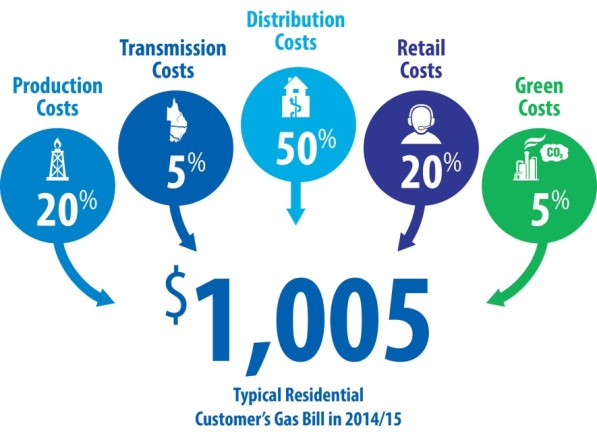 Production
Costs
20%
Transmission
Costs
5%
Distribution
Costs
50%
Retail
Costs
20%
Green
Costs
CO2
5%
$1,005
Typical Residential
Customer's Gas Bill in 2014/15